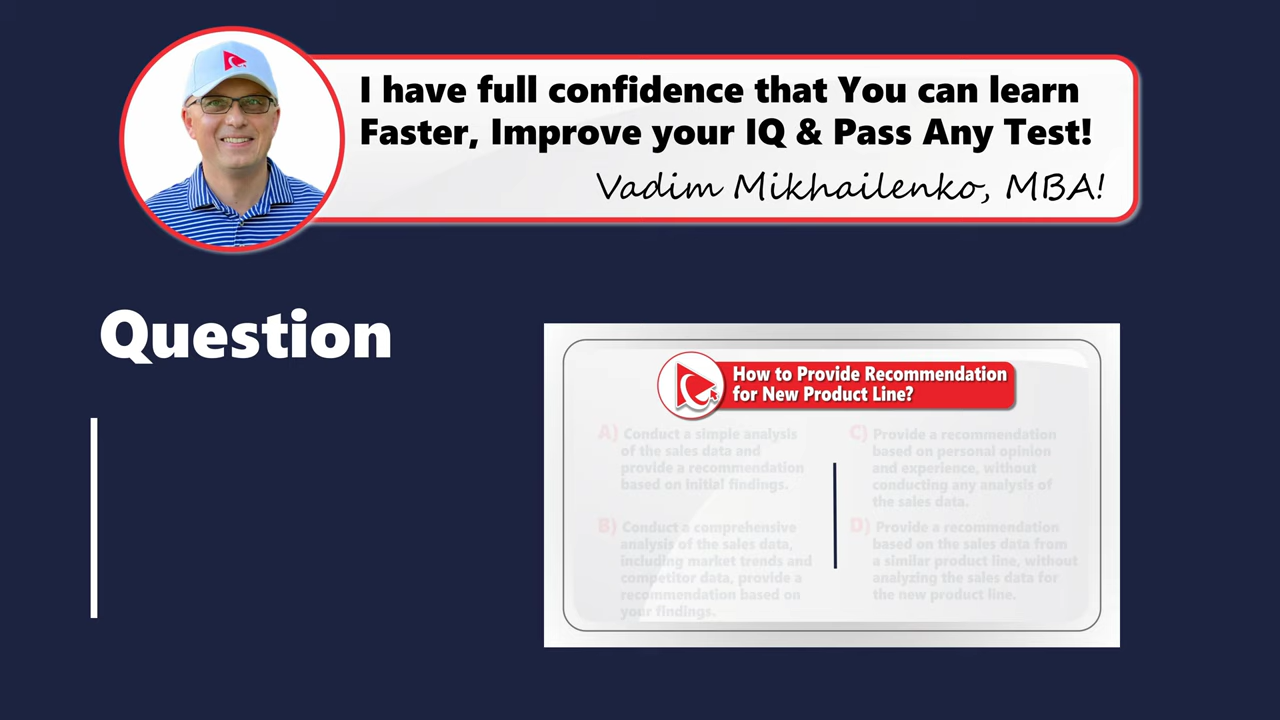 I have full confidence that You can learn
Faster, Improve your IQ & Pass Any Test!
Vadim Mikhailenko, MBA!
Question
How to Provide Recommendation
for New Product Line?
A) Conduct a simple analysis
of the sales data and
provide a recommendation
based on initial findings.
B) Conduct a comprehensive
analysis of the sales data,
including market trends and
competitor data, provide a
recommendation based on
your findings.
C) Provide a recommendation
based on personal opinion
and experience, without
conducting any analysis of
the sales data.
D) Provide a recommendation
based on the sales data from
a similar product line, without
analyzing the sales data for
the new product line.